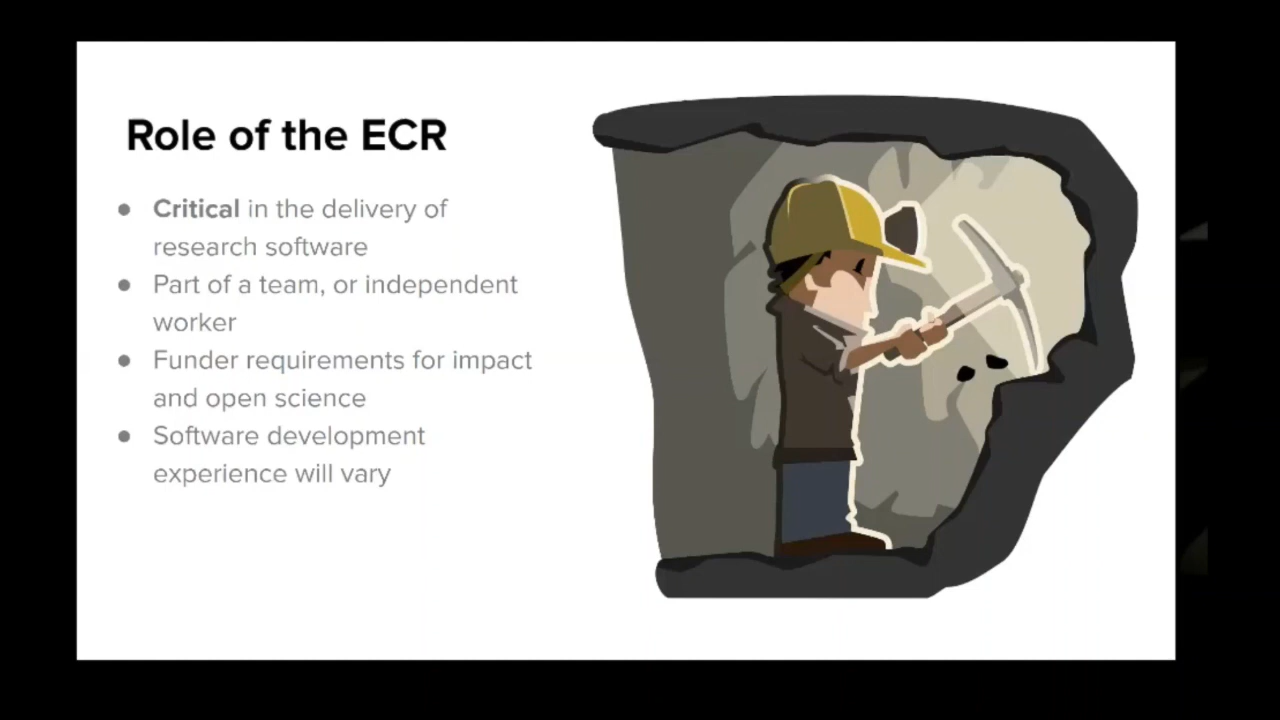 Role of the ECR
● Critical in the delivery of
research software
● Part of a team, or independent
worker
● Funder requirements for impact
and open science
● Software development
experience will vary